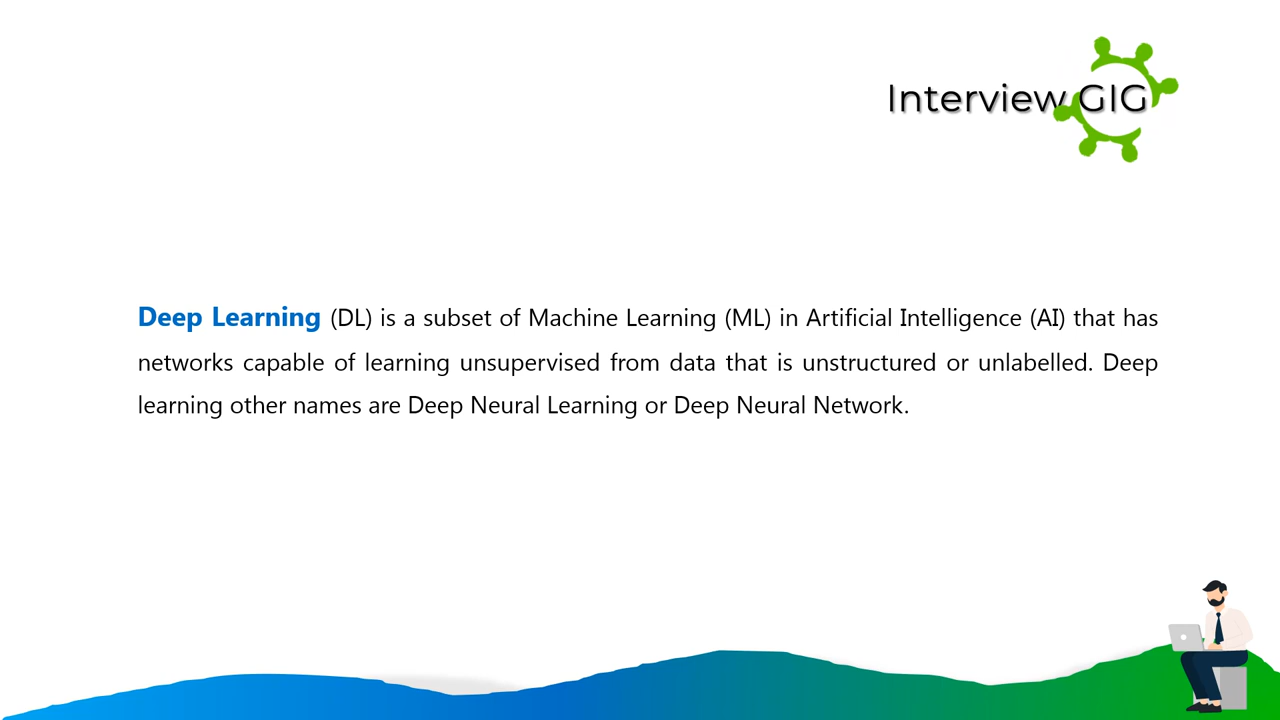 Interview GIG
Deep Learning (DL) is a subset of Machine Learning (ML) in Artificial Intelligence (AI) that has
networks capable of learning unsupervised from data that is unstructured or unlabelled. Deep
learning other names are Deep Neural Learning or Deep Neural Network.